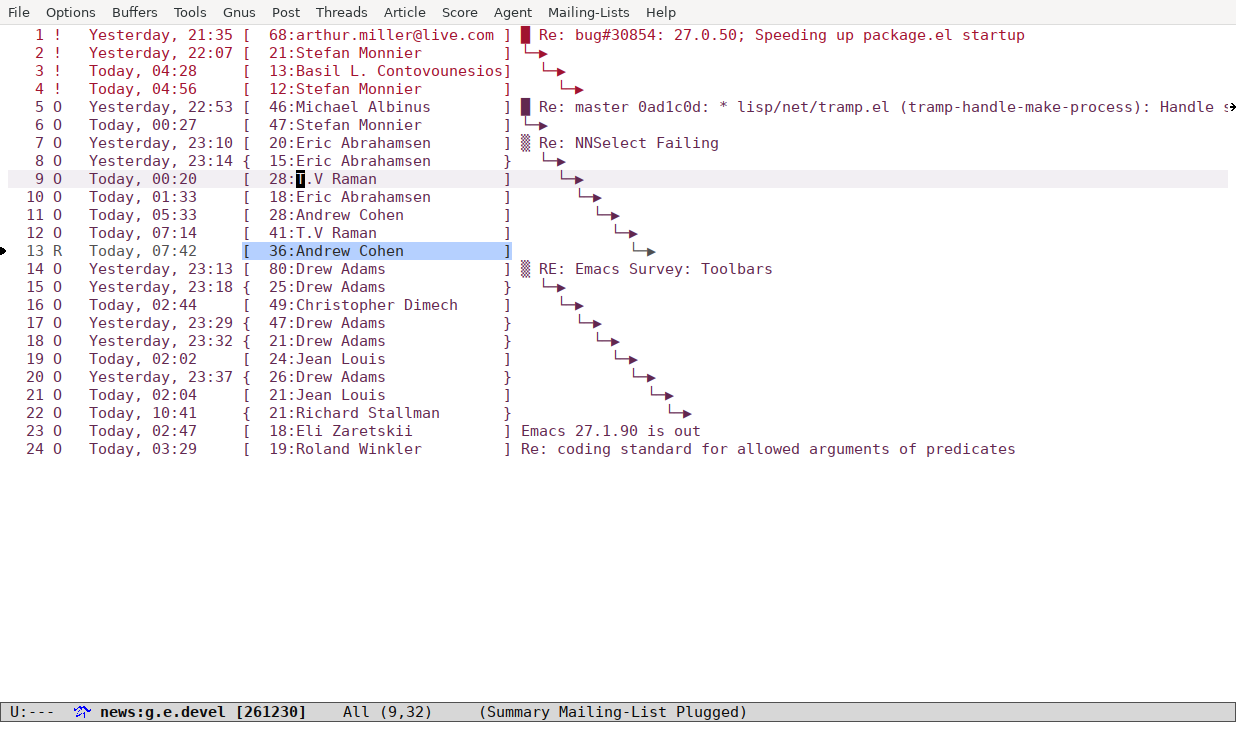 File Options Buffers Tools Gnus Post Threads Article Score Agent Mailing-Lists Help
1 ! Yesterday, 21:35 [ 68:arthur.miller@live.com ] █ Re: bug#30854: 27.0.50; Speeding up package.el startup
2 ! Yesterday, 22:07 [ 21:Stefan Monnier ] └─►
3 ! Today, 04:28 [ 13:Basil L. Contovounesios] └─►
4 ! Today, 04:56 [ 12:Stefan Monnier ] └─►
5 O Yesterday, 22:53 [ 46:Michael Albinus ] █ Re: master 0ad1c0d: * lisp/net/tramp.el (tramp-handle-make-process): Handle
6 O Today, 00:27 [ 47:Stefan Monnier ] └─►
7 O Yesterday, 23:10 [ 20:Eric Abrahamsen ] ▒ Re: NNSelect Failing
8 O Yesterday, 23:14 { 15:Eric Abrahamsen } └─►
9 O Today, 00:20 [ 28:T.V Raman ] └─►
10 O Today, 01:33 [ 18:Eric Abrahamsen ] └─►
11 O Today, 05:33 [ 28:Andrew Cohen ] └─►
12 O Today, 07:14 [ 41:T.V Raman ] └─►
13 R Today, 07:42 [ 36:Andrew Cohen ] └─►
14 O Yesterday, 23:13 [ 80:Drew Adams ] ▒ RE: Emacs Survey: Toolbars
15 O Yesterday, 23:18 { 25:Drew Adams } └─►
16 O Today, 02:44 [ 49:Christopher Dimech ] └─►
17 O Yesterday, 23:29 { 47:Drew Adams } └─►
18 O Yesterday, 23:32 { 21:Drew Adams } └─►
19 O Today, 02:02 [ 24:Jean Louis ] └─►
20 O Yesterday, 23:37 { 26:Drew Adams } └─►
21 O Today, 02:04 [ 21:Jean Louis ] └─►
22 O Today, 10:41 { 21:Richard Stallman } └─►
23 O Today, 02:47 [ 18:Eli Zaretskii ] Emacs 27.1.90 is out
24 O Today, 03:29 [ 19:Roland Winkler ] Re: coding standard for allowed arguments of predicates
U:--- news:g.e.devel [261230] All (9,32) (Summary Mailing-List Plugged)